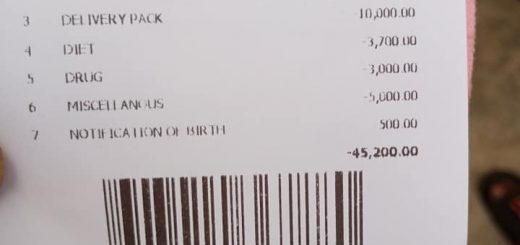 3 DELIVERY PACK -10,000.00
4 DIET -3,700.00
5 DRUG -3,000.00
6 MISCELLANOUS -5,000.00
7 NOTIFICATION OF BIRTH 500.00
-45,200.00